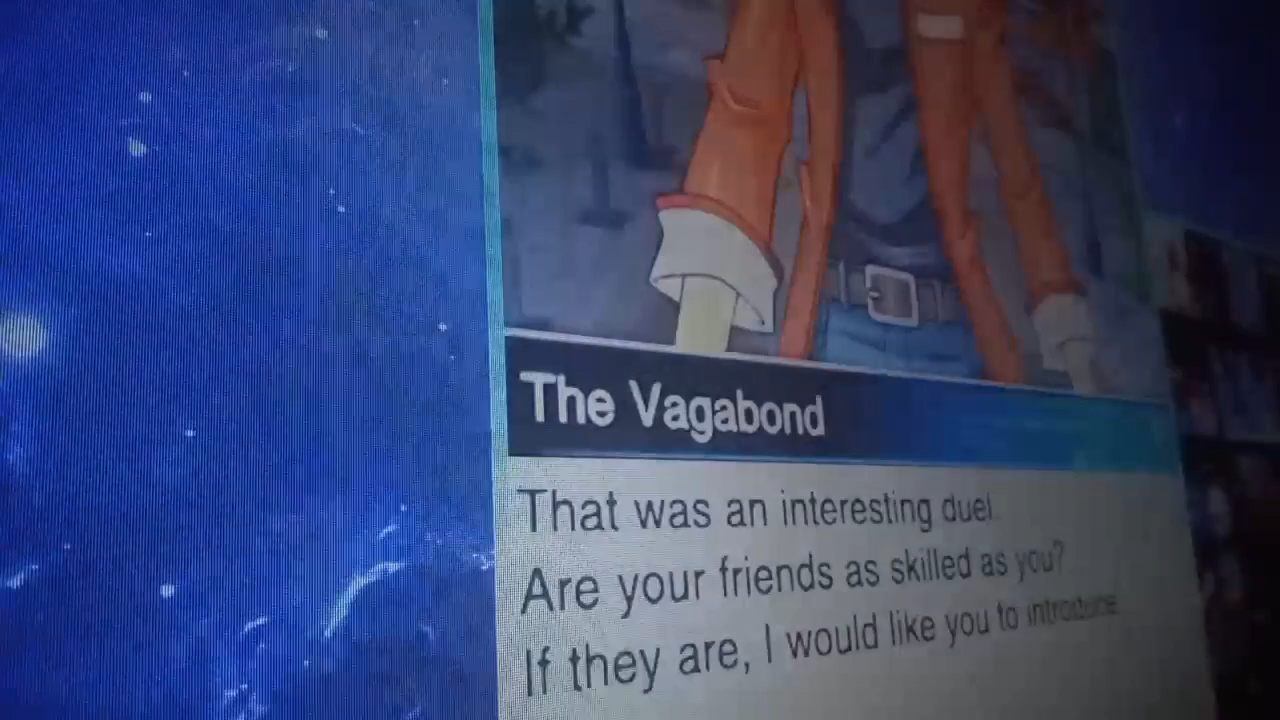 The Vagabond
That was an interesting duel.
Are your friends as skilled as you?
If they are, I would like you to introduce